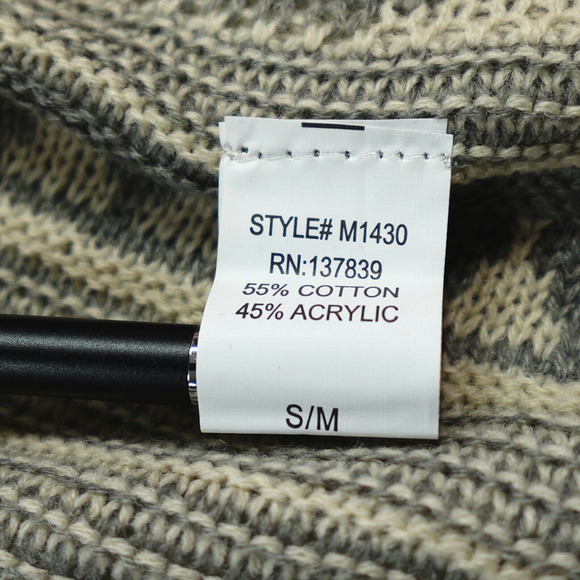 STYLE# M1430
RN:137839
55% COTTON
45% ACRYLIC
S/M